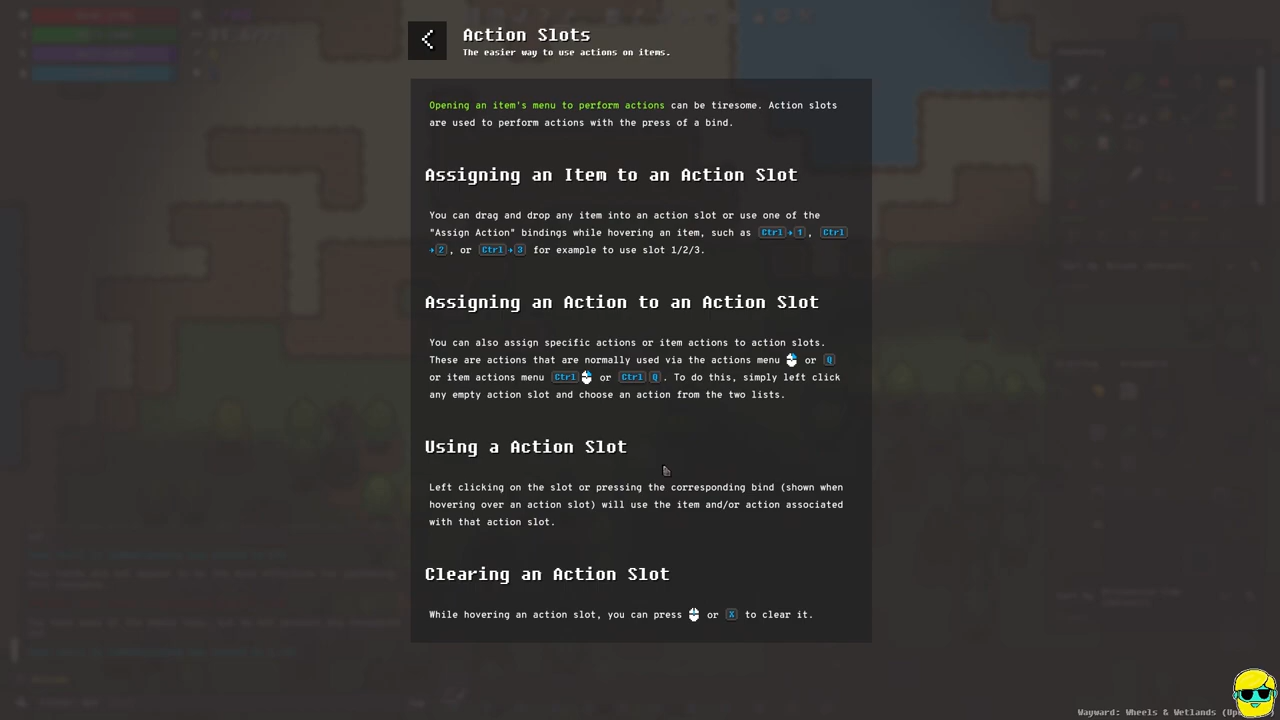 Action Slots
The easier way to use actions on items.
Opening an item's menu to perform actions can be tiresome. Action slots
are used to perform actions with the press of a bind.
Assigning an Item to an Action Slot
You can drag and drop any item into an action slot or use one of the
"Assign Action" bindings while hovering an item, such as Ctrl→1, Ctrl
→2, or Ctrl→3 for example to use slot 1/2/3.
Assigning an Action to an Action Slot
You can also assign specific actions or item actions to action slots.
These are actions that are normally used via the actions menu or Q
or item actions menu Ctrl or Ctrl Q. To do this, simply left click
any empty action slot and choose an action from the two lists.
Using a Action Slot
Left clicking on the slot or pressing the corresponding bind (shown when
hovering over an action slot) will use the item and/or action associated
with that action slot.
Clearing an Action Slot
While hovering an action slot, you can press or X to clear it.
Wayward: Wheels & Wetlands